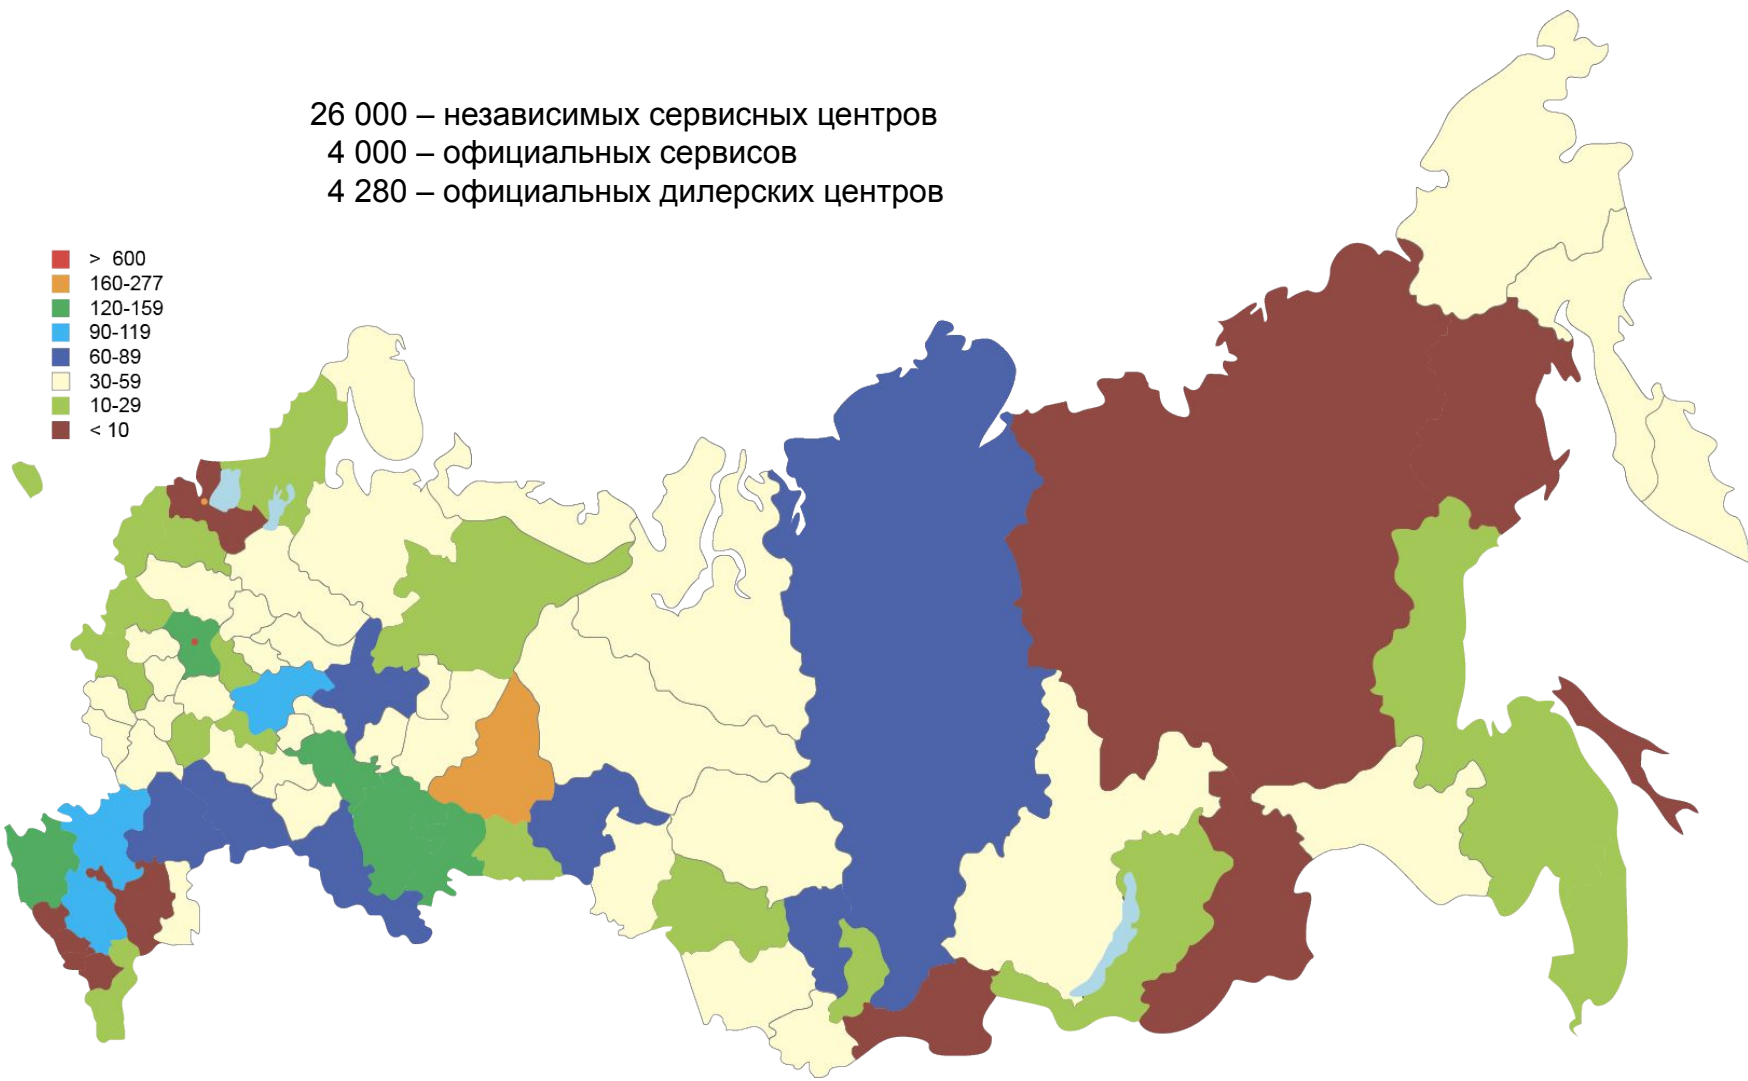 26 000 – независимых сервисных центров
4 000 – официальных сервисов
4 280 – официальных дилерских центров
> 600
160-277
120-159
90-119
60-89
30-59
10-29
< 10